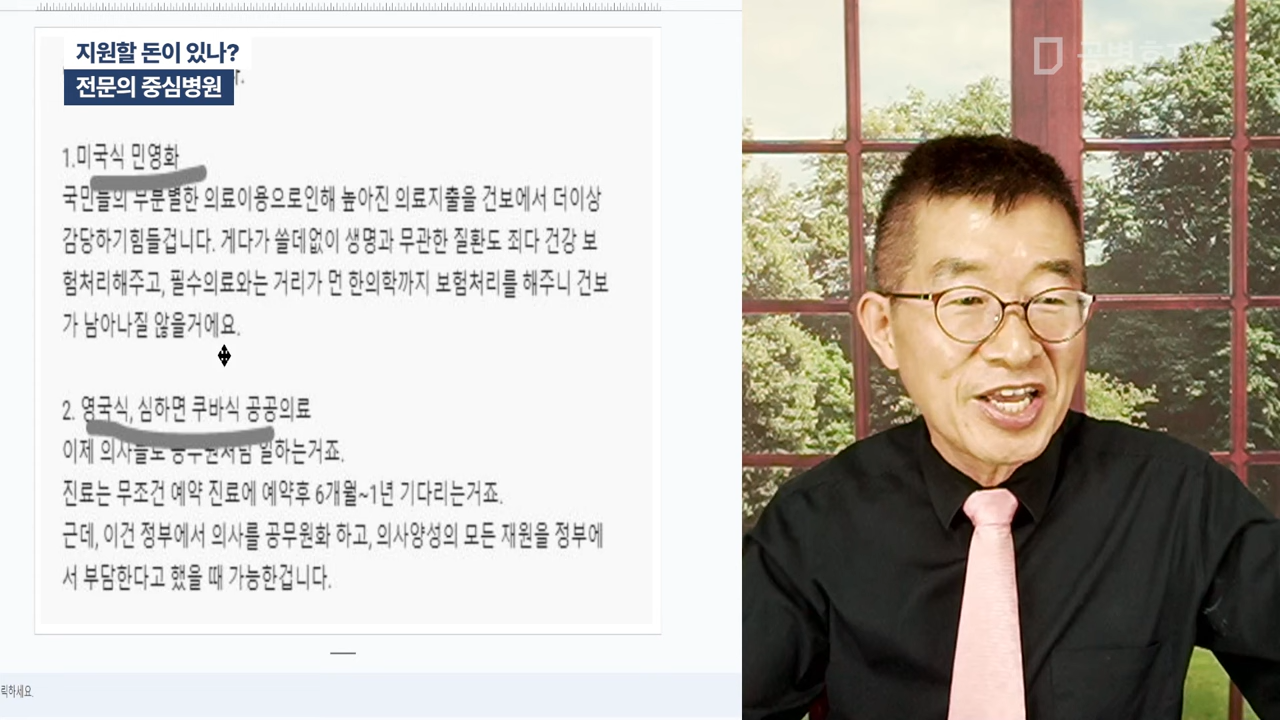 지원할 돈이 있나?
전문의 중심병원
1.미국식 민영화
국민들의 무분별한 의료이용으로인해 높아진 의료지출을 건보에서 더이상
감당하기힘들겁니다. 게다가 쓸데없이 생명과 무관한 질환도 죄다 건강 보
험처리해주고, 필수의료와는 거리가 먼 한의학까지 보험처리를 해주니 건보
가 남아나질 않을거에요.
2. 영국식, 심하면 쿠바식 공공의료
이제 의사들도 공무원처럼 일하는거죠.
진료는 무조건 예약 진료에 예약후 6개월~1년 기다리는거죠.
근데, 이건 정부에서 의사를 공무원화 하고, 의사양성의 모든 재원을 정부에
서 부담한다고 했을 때 가능한겁니다.
릭하세요.